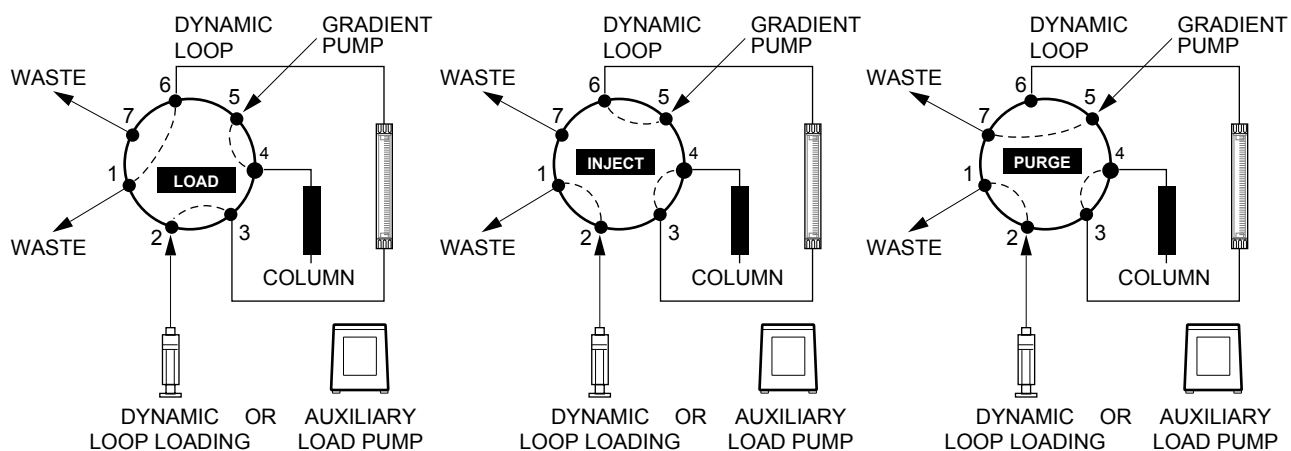 DYNAMIC
LOOP
GRADIENT
PUMP
WASTE
6
5
7
4
LOAD
1
2
3
WASTE
COLUMN
DYNAMIC OR AUXILIARY
LOOP LOADING LOAD PUMP
DYNAMIC
LOOP
GRADIENT
PUMP
WASTE
6
5
7
4
INJECT
1
2
3
WASTE
COLUMN
DYNAMIC OR AUXILIARY
LOOP LOADING LOAD PUMP
DYNAMIC
LOOP
GRADIENT
PUMP
WASTE
6
5
7
4
PURGE
1
2
3
WASTE
COLUMN
DYNAMIC OR AUXILIARY
LOOP LOADING LOAD PUMP